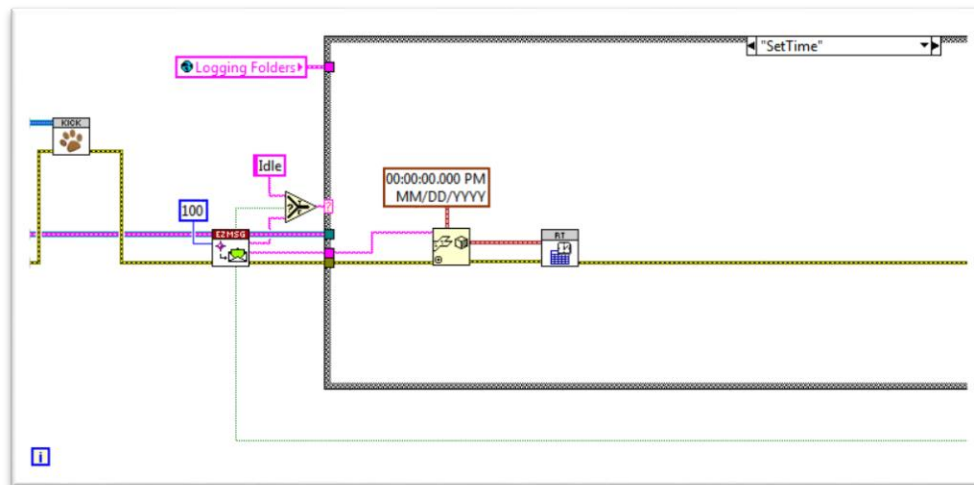 "SetTime"
Logging Folders
KICK
Idle
00:00:00.000 PM
MM/DD/YYYY
100
EZMSG
?
RT
i